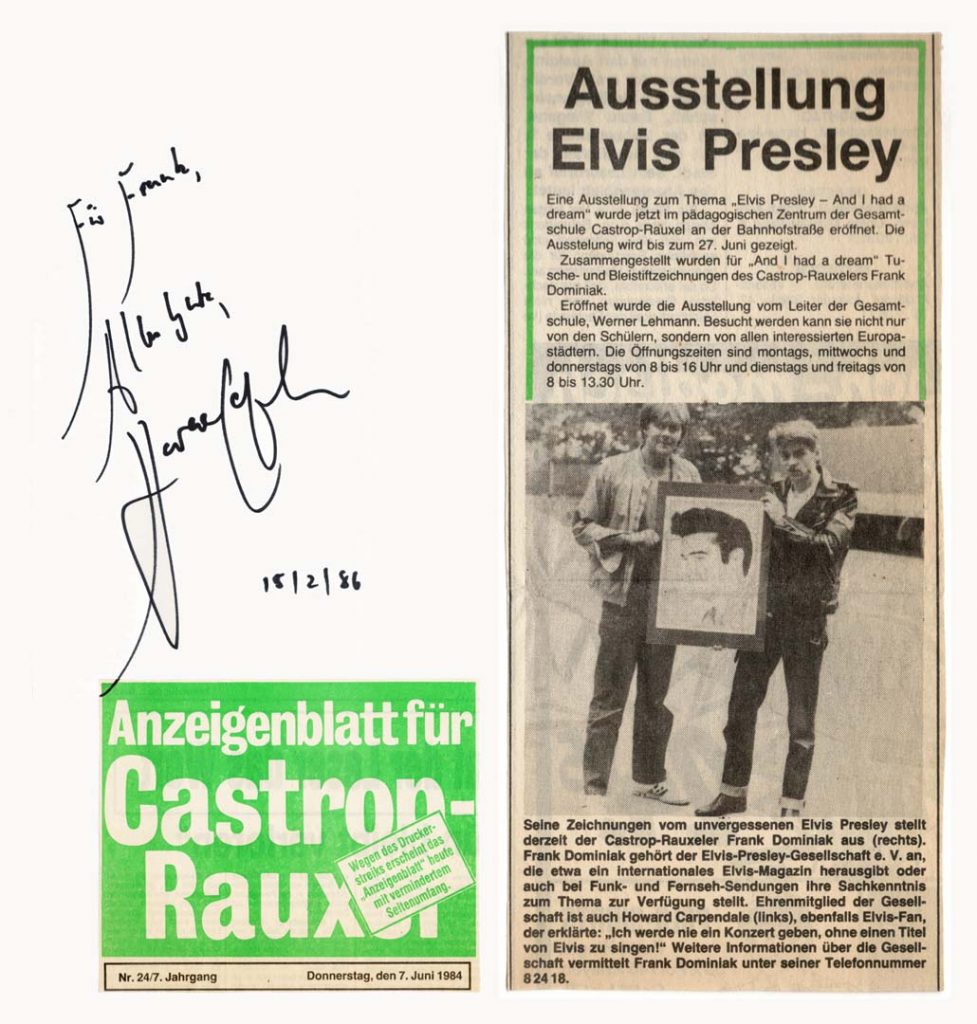 Für Frank,
Alles Gute,
15/2/86
Anzeigenblatt für
Castrop-
Rauxel
Wegen des Drucker-
streiks erscheint das
„Anzeigenblatt“ heute
mit vermindertem
Seitenumfang.
Nr. 24/7. Jahrgang Donnerstag, den 7. Juni 1984
Ausstellung
Elvis Presley
Eine Ausstellung zum Thema „Elvis Presley – And I had a
dream“ wurde jetzt im pädagogischen Zentrum der Gesamt-
schule Castrop-Rauxel an der Bahnhofstraße eröffnet. Die
Ausstelung wird bis zum 27. Juni gezeigt.
Zusammengestellt wurden für „And I had a dream“ Tu-
sche- und Bleistiftzeichnungen des Castrop-Rauxelers Frank
Dominiak.
Eröffnet wurde die Ausstellung vom Leiter der Gesamt-
schule, Werner Lehmann. Besucht werden kann sie nicht nur
von den Schülern, sondern von allen interessierten Europa-
städtern. Die Öffnungszeiten sind montags, mittwochs und
donnerstags von 8 bis 16 Uhr und dienstags und freitags von
8 bis 13.30 Uhr.
Seine Zeichnungen vom unvergessenen Elvis Presley stellt
derzeit der Castrop-Rauxeler Frank Dominiak aus (rechts).
Frank Dominiak gehört der Elvis-Presley-Gesellschaft e. V. an,
die etwa ein Internationales Elvis-Magazin herausgibt oder
auch bei Funk- und Fernseh-Sendungen ihre Sachkenntnis
zum Thema zur Verfügung stellt. Ehrenmitglied der Gesell-
schaft ist auch Howard Carpendale (links), ebenfalls Elvis-Fan,
der erklärte: „Ich werde nie ein Konzert geben, ohne einen Titel
von Elvis zu singen!“ Weitere Informationen über die Gesell-
schaft vermittelt Frank Dominiak unter seiner Telefonnummer
8 24 18.